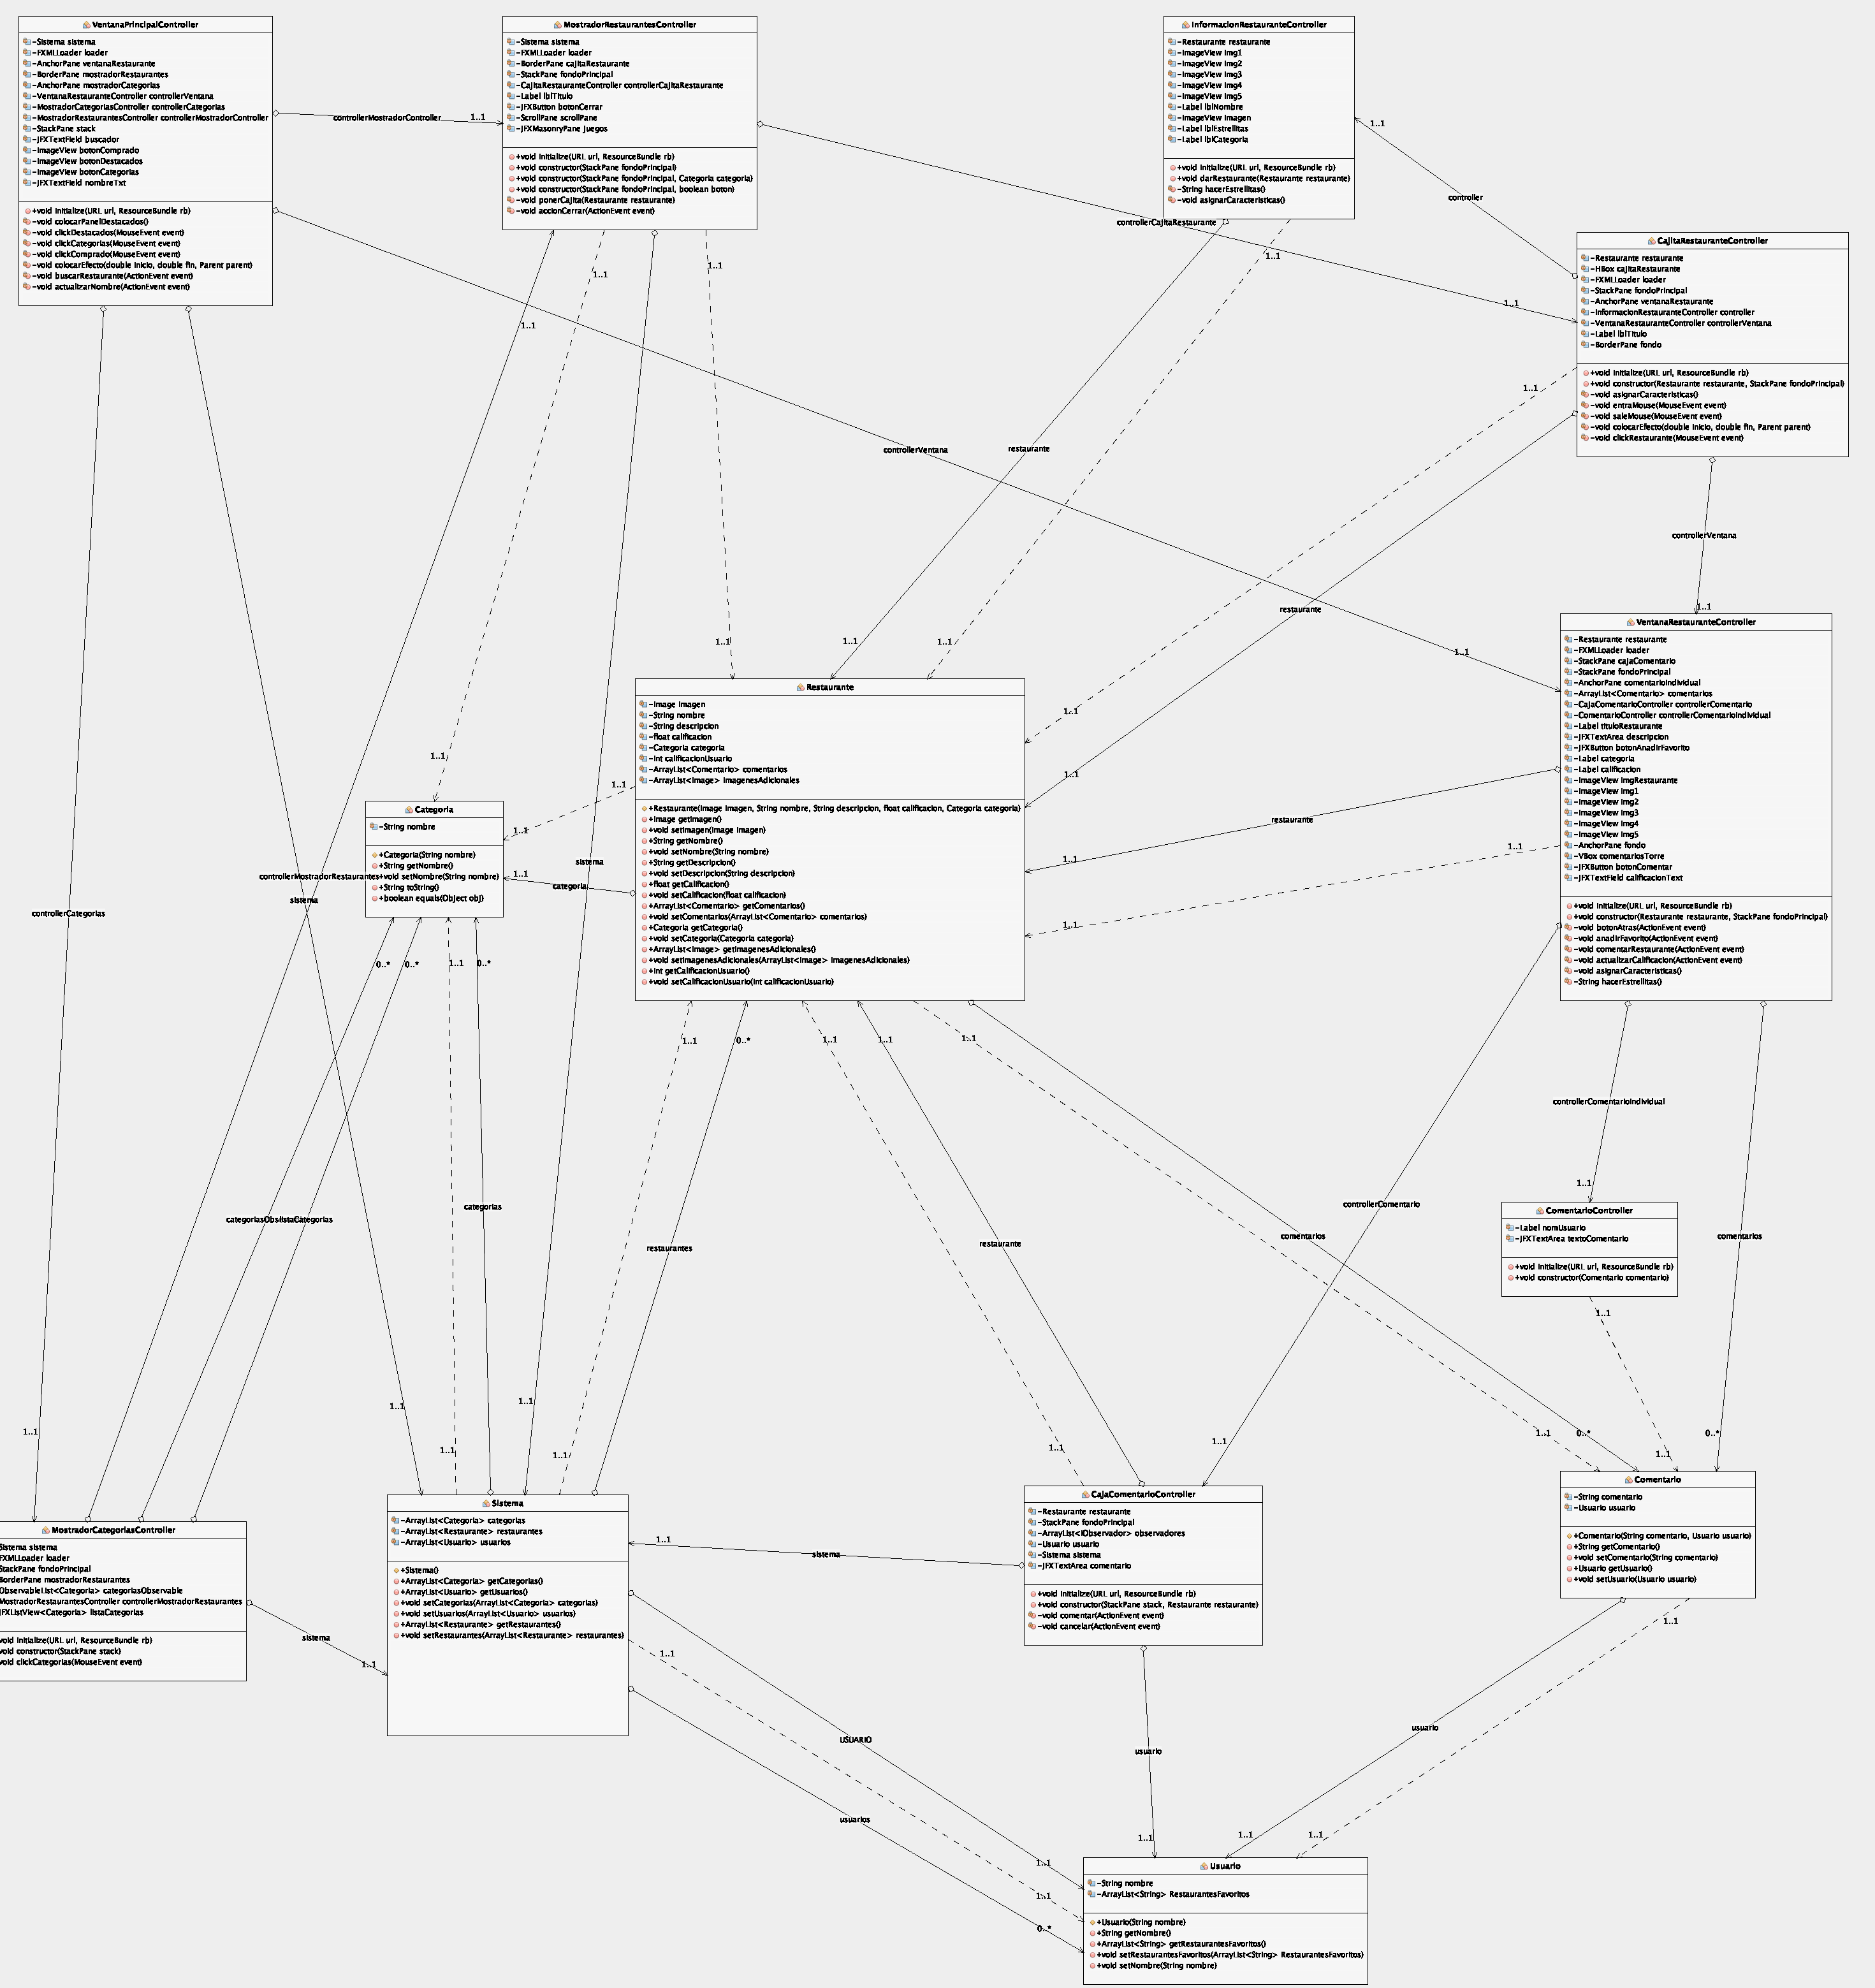 VentanaPrincipalController
-Sistema sistema
-FXMLLoader loader
-AnchorPane ventanaRestaurante
-BorderPane mostradorRestaurantes
-AnchorPane mostradorCategorias
-VentanaRestauranteController controllerVentana
-MostradorCategoriasController controllerCategorias
-MostradorRestaurantesController controllerMostradorController
-StackPane stack
-JFXTextField buscador
-ImageView botonComprado
-ImageView botonDestacados
-ImageView botonCategorias
-JFXTextField nombreTxt
+void initialize(URL url, ResourceBundle rb)
-void colocarPanelDestacados()
-void clickDestacados(MouseEvent event)
-void clickCategorias(MouseEvent event)
-void clickComprado(MouseEvent event)
-void colocarEfecto(double inicio, double fin, Parent parent)
-void buscarRestaurante(ActionEvent event)
-void actualizarNombre(ActionEvent event)
controllerMostradorController
1..1
MostradorRestaurantesController
-Sistema sistema
-FXMLLoader loader
-BorderPane cajitaRestaurante
-StackPane fondoPrincipal
-CajitaRestauranteController controllerCajitaRestaurante
-Label lblTitulo
-JFXButton botonCerrar
-ScrollPane scrollPane
-JFXMasonryPane juegos
+void initialize(URL url, ResourceBundle rb)
+void constructor(StackPane fondoPrincipal)
+void constructor(StackPane fondoPrincipal, Categoria categoria)
+void constructor(StackPane fondoPrincipal, boolean boton)
-void ponerCajita(Restaurante restaurante)
-void accionCerrar(ActionEvent event)
InformacionRestauranteController
-Restaurante restaurante
-ImageView img1
-ImageView img2
-ImageView img3
-ImageView img4
-ImageView img5
-Label lblNombre
-ImageView imagen
-Label lblEstrellitas
-Label lblCategoria
+void initialize(URL url, ResourceBundle rb)
+void darRestaurante(Restaurante restaurante)
-String hacerEstrellitas()
-void asignarCaracteristicas()
1..1
controller
controllerCajitaRestaurante
1..1
CajitaRestauranteController
-Restaurante restaurante
-HBox cajitaRestaurante
-FXMLLoader loader
-StackPane fondoPrincipal
-AnchorPane ventanaRestaurante
-InformacionRestauranteController controller
-VentanaRestauranteController controllerVentana
-Label lblTitulo
-BorderPane fondo
+void initialize(URL url, ResourceBundle rb)
+void constructor(Restaurante restaurante, StackPane fondoPrincipal)
-void asignarCaracteristicas()
-void entraMouse(MouseEvent event)
-void saleMouse(MouseEvent event)
-void colocarEfecto(double inicio, double fin, Parent parent)
-void clickRestaurante(MouseEvent event)
1..1
1..1
1..1
1..1
1..1
controllerVentana
restaurante
controllerVentana
1..1
restaurante
1..1
1..1
1..1
1..1
VentanaRestauranteController
-Restaurante restaurante
-FXMLLoader loader
-StackPane cajaComentario
-StackPane fondoPrincipal
-AnchorPane comentarioIndividual
-ArrayList<Comentario> comentarios
-CajaComentarioController controllerComentario
-ComentarioController controllerComentarioIndividual
-Label tituloRestaurante
-JFXTextArea descripcion
-JFXButton botonAnadirFavorito
-Label categoria
-Label calificacion
-ImageView imgRestaurante
-ImageView img1
-ImageView img2
-ImageView img3
-ImageView img4
-ImageView img5
-AnchorPane fondo
-VBox comentariosTorre
-JFXButton botonComentar
-JFXTextField calificacionText
+void initialize(URL url, ResourceBundle rb)
+void constructor(Restaurante restaurante, StackPane fondoPrincipal)
-void botonAtras(ActionEvent event)
-void anadirFavorito(ActionEvent event)
-void comentarRestaurante(ActionEvent event)
-void actualizarCalificacion(ActionEvent event)
-void asignarCaracteristicas()
-String hacerEstrellitas()
Restaurante
-Image imagen
-String nombre
-String descripcion
-float calificacion
-Categoria categoria
-int calificacionUsuario
-ArrayList<Comentario> comentarios
-ArrayList<Image> imagenesAdicionales
+Restaurante(Image imagen, String nombre, String descripcion, float calificacion, Categoria categoria)
+Image getImagen()
+void setImagen(Image imagen)
+String getNombre()
+void setNombre(String nombre)
+String getDescripcion()
+void setDescripcion(String descripcion)
+float getCalificacion()
+void setCalificacion(float calificacion)
+ArrayList<Comentario> getComentarios()
+void setComentarios(ArrayList<Comentario> comentarios)
+Categoria getCategoria()
+void setCategoria(Categoria categoria)
+ArrayList<Image> getImagenesAdicionales()
+void setImagenesAdicionales(ArrayList<Image> imagenesAdicionales)
+int getCalificacionUsuario()
+void setCalificacionUsuario(int calificacionUsuario)
1..1
1..1
1..1
restaurante
1..1
1..1
1..1
1..1
1..1
1..1
categoria
sistema
Categoria
-String nombre
+Categoria(String nombre)
+String getNombre()
+void setNombre(String nombre)
+String toString()
+boolean equals(Object obj)
controllerMostradorRestaurantes
sistema
controllerCategorias
0..*
0..*
1..1
0..*
1..1
0..*
1..1
1..1
1..1
controllerComentarioIndividual
1..1
categoriasObs
listaCategorias
categorias
restaurantes
restaurante
comentarios
controllerComentario
comentarios
ComentarioController
-Label nomUsuario
-JFXTextArea textoComentario
+void initialize(URL url, ResourceBundle rb)
+void constructor(Comentario comentario)
1..1
1..1
1..1
1..1
1..1
1..1
1..1
1..1
1..1
0..*
1..1
0..*
MostradorCategoriasController
Sistema sistema
FXMLLoader loader
StackPane fondoPrincipal
BorderPane mostradorRestaurantes
ObservableList<Categoria> categoriasObservable
MostradorRestaurantesController controllerMostradorRestaurantes
JFXListView<Categoria> listaCategorias
void initialize(URL url, ResourceBundle rb)
void constructor(StackPane stack)
void clickCategorias(MouseEvent event)
sistema
1..1
Sistema
-ArrayList<Categoria> categorias
-ArrayList<Restaurante> restaurantes
-ArrayList<Usuario> usuarios
+Sistema()
+ArrayList<Categoria> getCategorias()
+ArrayList<Usuario> getUsuarios()
+void setCategorias(ArrayList<Categoria> categorias)
+void setUsuarios(ArrayList<Usuario> usuarios)
+ArrayList<Restaurante> getRestaurantes()
+void setRestaurantes(ArrayList<Restaurante> restaurantes)
1..1
sistema
1..1
CajaComentarioController
-Restaurante restaurante
-StackPane fondoPrincipal
-ArrayList<IObservador> observadores
-Usuario usuario
-Sistema sistema
-JFXTextArea comentario
+void initialize(URL url, ResourceBundle rb)
+void constructor(StackPane stack, Restaurante restaurante)
-void comentar(ActionEvent event)
-void cancelar(ActionEvent event)
Comentario
-String comentario
-Usuario usuario
+Comentario(String comentario, Usuario usuario)
+String getComentario()
+void setComentario(String comentario)
+Usuario getUsuario()
+void setUsuario(Usuario usuario)
1..1
USUARIO
usuario
usuario
usuarios
1..1
1..1
1..1
1..1
1..1
0..*
Usuario
-String nombre
-ArrayList<String> RestaurantesFavoritos
+Usuario(String nombre)
+String getNombre()
+ArrayList<String> getRestaurantesFavoritos()
+void setRestaurantesFavoritos(ArrayList<String> RestaurantesFavoritos)
+void setNombre(String nombre)